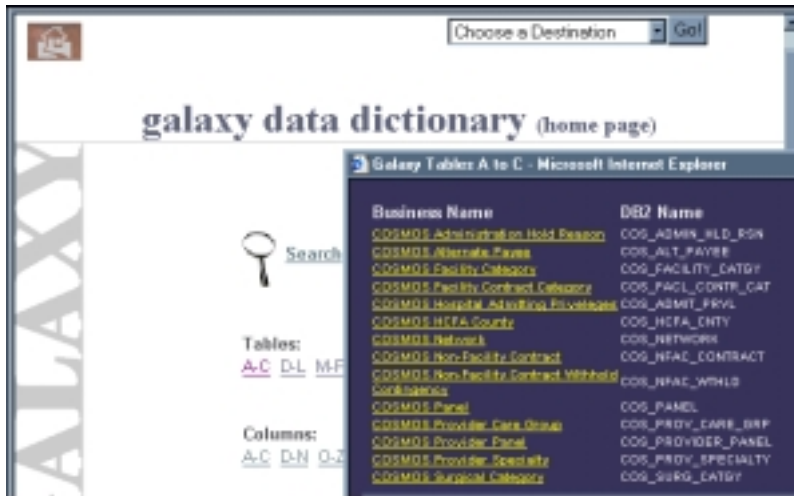 Choose a Destination Go!
galaxy data dictionary (home page)
GALAXY
Search
Tables:
A-C D-L M-P
Columns:
A-C D-N O-Z
Galaxy Tables A to C - Microsoft Internet Explorer
Business Name DB2 Name
COSMOS Administration Hold Reason COS_ADMIN_HLD_RSN
COSMOS Alternate Payee COS_ALT_PAYEE
COSMOS Facility Category COS_FACILITY_CATGY
COSMOS Facility Contract Category COS_FACL_CONTR_CAT
COSMOS Hospital Admitting Priveleges COS_ADMIT_PRVL
COSMOS HCFA County COS_HCFA_CNTY
COSMOS Network COS_NETWORK
COSMOS Non-Facility Contract COS_NFAC_CONTRACT
COSMOS Non-Facility Contract Withhold
Contingency COS_NFAC_WTHLD
COSMOS Panel COS_PANEL
COSMOS Provider Care Group COS_PROV_CARE_GRP
COSMOS Provider Panel COS_PROVIDER_PANEL
COSMOS Provider Specialty COS_PROV_SPECIALTY
COSMOS Surgical Category COS_SURG_CATGY